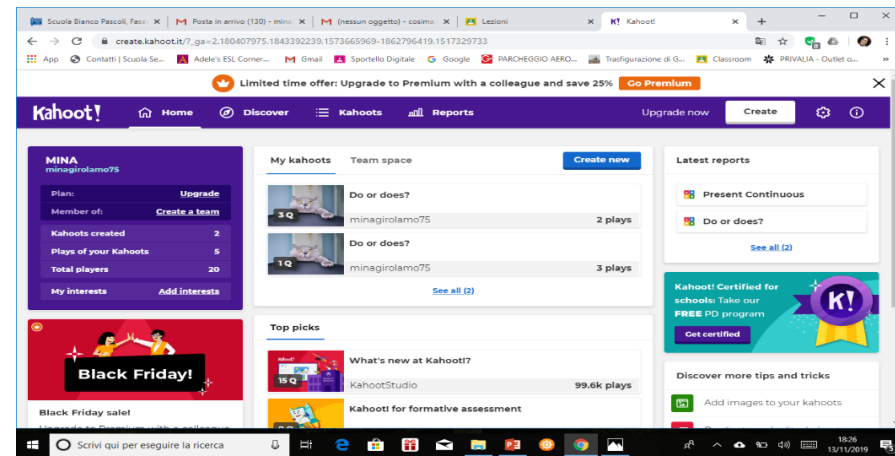 Scuola Bianco Pascoli, Fasa
Posta in arrivo (130) - mina
(nessun oggetto) - cosima
Lezioni
K! Kahoot!
create.kahoot.it/?_ga=2.180407975.1843392239.1573665969-1862796419.1517329733
App
Contatti | Scuola Se...
Adele's ESL Corner...
Gmail
Sportello Digitale
Google
PARCHEGGIO AERO...
Trasfigurazione di G...
Classroom
PRIVALIA - Outlet o...
Limited time offer: Upgrade to Premium with a colleague and save 25% Go Premium
Kahoot!
Home
Discover
Kahoots
Reports
Upgrade now
Create
MINA
minagirolamo75
Plan: Upgrade
Member of: Create a team
Kahoots created 2
Plays of your Kahoots 5
Total players 20
My interests Add interests
Black Friday!
Black Friday sale!
Upgrade to Premium with a colleague
My kahoots Team space Create new
Do or does?
3 Q
minagirolamo75 2 plays
Do or does?
1 Q
minagirolamo75 3 plays
See all (2)
Top picks
What's new at Kahoot!?
15 Q
KahootStudio 99.6k plays
Kahoot! for formative assessment
Latest reports
Present Continuous
Do or does?
See all (2)
Kahoot! Certified for
schools: Take our
FREE PD program
Get certified
K!
Discover more tips and tricks
Add images to your kahoots
Scrivi qui per eseguire la ricerca
18:26
13/11/2019